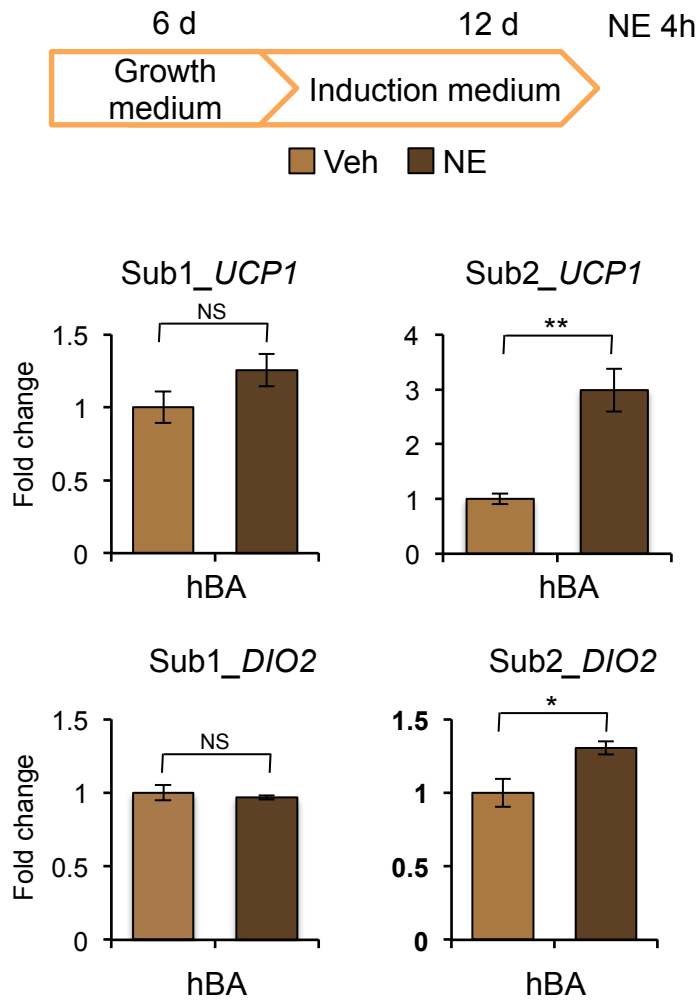 6 d 12 d NE 4h
Growth
medium
Induction medium
Veh NE
Sub1_UCP1
NS
1.5
1
0.5
0
Fold change
hBA
Sub2_UCP1
**
4
3
2
1
0
hBA
Sub1_DIO2
NS
1.5
1
0.5
0
Fold change
hBA
Sub2_DIO2
*
1.5
1
0.5
0
hBA